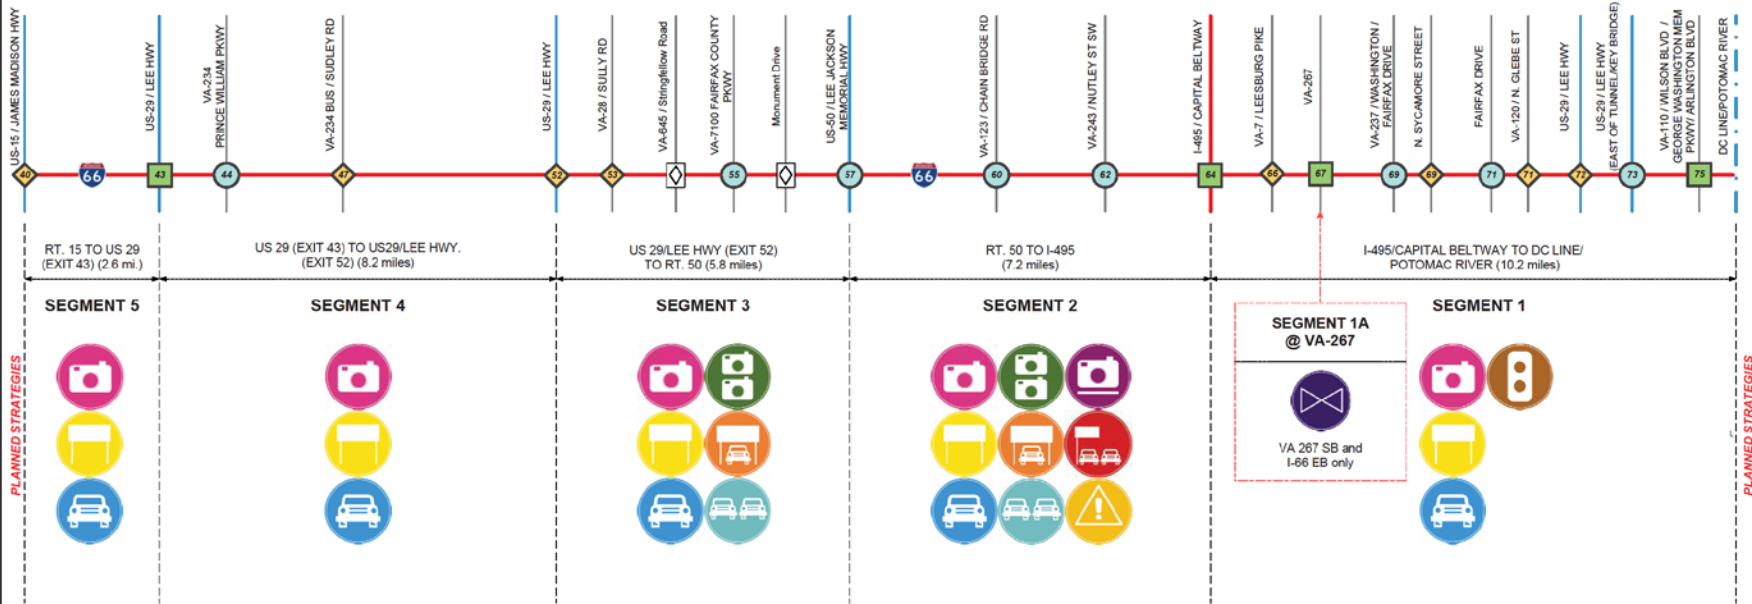 US-15 / JAMES MADISON HWY
US-29 / LEE HWY
VA-234
PRINCE WILLIAM PKWY
VA-234 BUS / SUDLEY RD
US-29 / LEE HWY
VA-28 / SULLY RD
VA-645 / Stringfellow Road
VA-7100 FAIRFAX COUNTY
PKWY
Monument Drive
US-50 / LEE JACKSON
MEMORIAL HWY
VA-123 / CHAIN BRIDGE RD
VA-243 / NUTLEY ST SW
I-495 / CAPITAL BELTWAY
VA-7 / LEESBURG PIKE
VA-267
VA-237 / WASHINGTON /
FAIRFAX DRIVE
N. SYCAMORE STREET
FAIRFAX DRIVE
VA-120 / N. GLEBE ST
US-29 / LEE HWY
US-29 / LEE HWY
(EAST OF TUNNEL/KEY BRIDGE)
VA-110 / WILSON BLVD /
GEORGE WASHINGTON MEM
PKWY/ ARLINGTON BLVD
DC LINE/POTOMAC RIVER
40
66
43
44
47
52
53
55
57
66
60
62
64
66
67
69
69
71
71
72
73
75
RT. 15 TO US 29
(EXIT 43) (2.6 mi.)
US 29 (EXIT 43) TO US29/LEE HWY.
(EXIT 52) (8.2 miles)
US 29/LEE HWY (EXIT 52)
TO RT. 50 (5.8 miles)
RT. 50 TO I-495
(7.2 miles)
I-495/CAPITAL BELTWAY TO DC LINE/
POTOMAC RIVER (10.2 miles)
SEGMENT 5
SEGMENT 4
SEGMENT 3
SEGMENT 2
SEGMENT 1A
@ VA-267
VA 267 SB and
I-66 EB only
SEGMENT 1
PLANNED STRATEGIES
PLANNED STRATEGIES